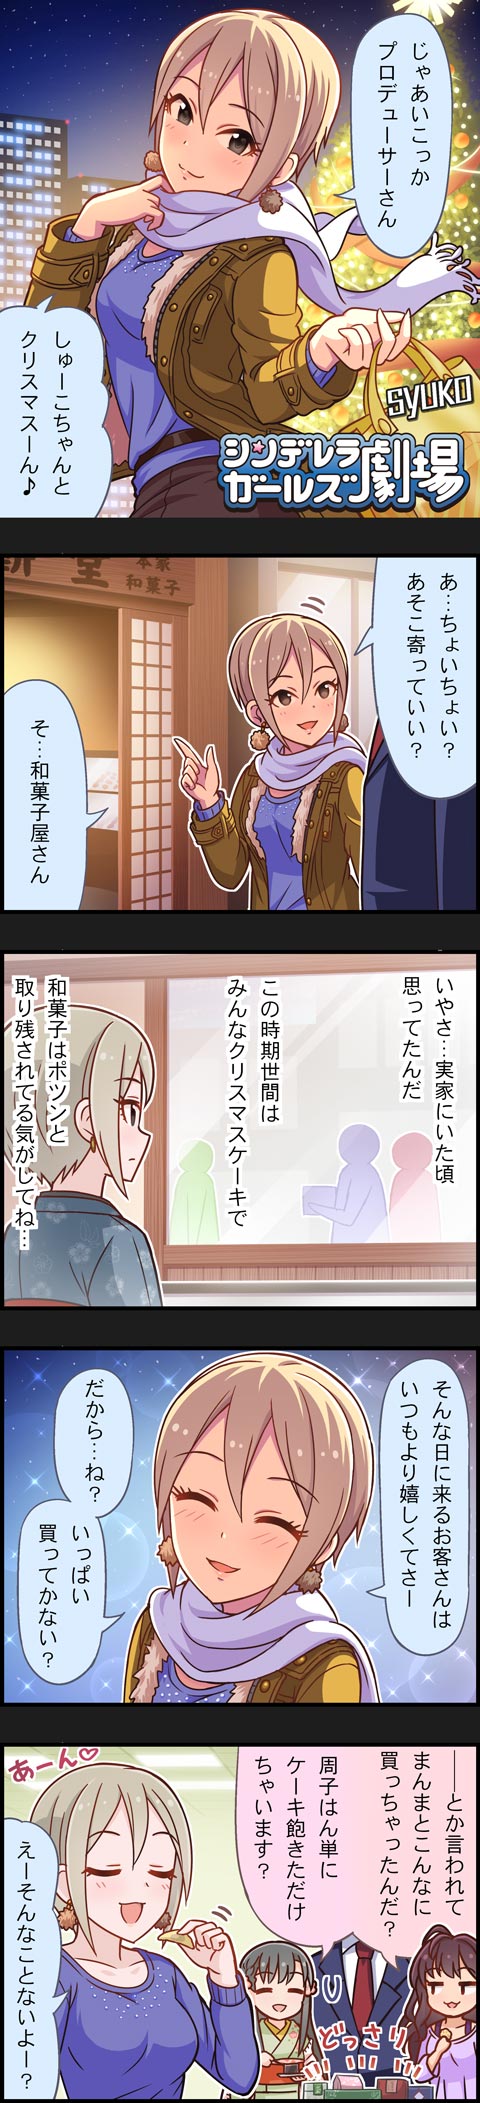 じゃあいこっか
プロデューサーさん
しゅーこちゃんと
クリスマスーん♪
SYUKO
シンデレラ
ガールズ劇場
堂
本家
和菓子
あ…ちょいちょい?
あそこ寄っていい?
そ…和菓子屋さん
いやさ…実家にいた頃
思ってたんだ
この時期世間は
みんなクリスマスケーキで
和菓子はポツンと
取り残されてる気がしてね…
そんな日に来るお客さんは
いつもより嬉しくてさー
だから…ね?
いっぱい
買ってかない?
――とか言われて
まんまとこんなに
買っちゃったんだ?
周子はん単に
ケーキ飽きただけ
ちゃいます?
あーん♡
えーそんなことないよー?
どっさり